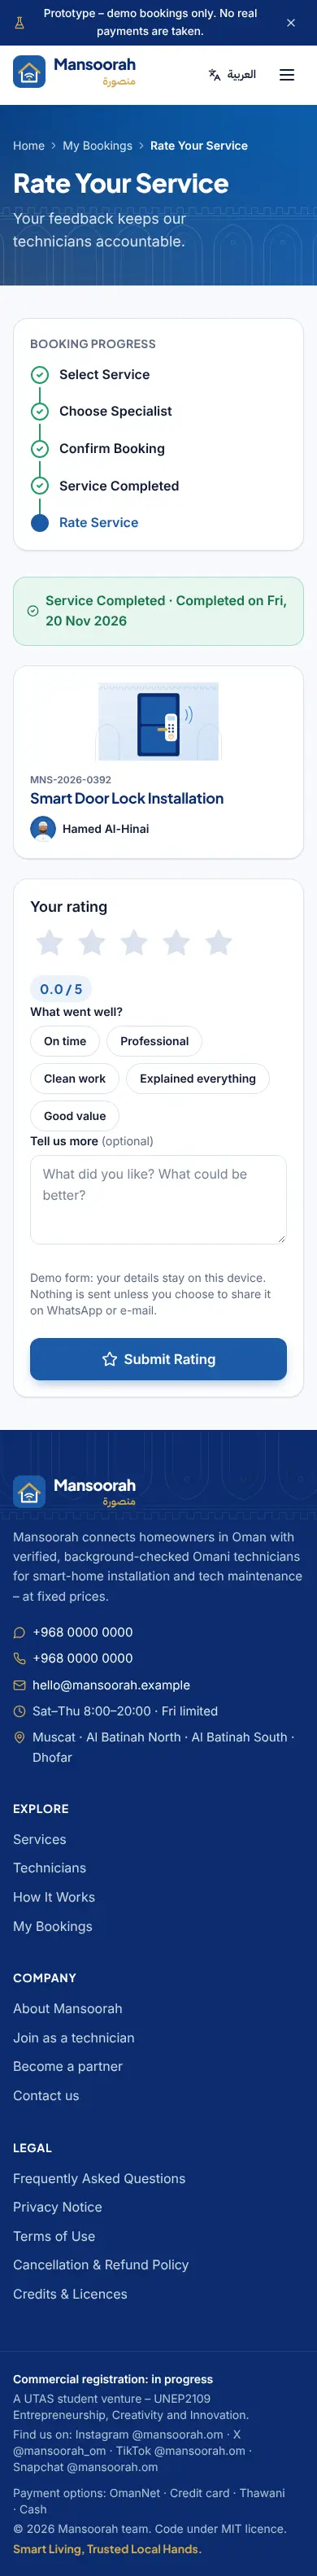 Prototype – demo bookings only. No real
payments are taken.
Mansoorah
منصورة
العربية
Home > My Bookings > Rate Your Service
Rate Your Service
Your feedback keeps our
technicians accountable.
BOOKING PROGRESS
Select Service
Choose Specialist
Confirm Booking
Service Completed
Rate Service
Service Completed · Completed on Fri,
20 Nov 2026
MNS-2026-0392
Smart Door Lock Installation
Hamed Al-Hinai
Your rating
0.0 / 5
What went well?
On time
Professional
Clean work
Explained everything
Good value
Tell us more (optional)
What did you like? What could be
better?
Demo form: your details stay on this device.
Nothing is sent unless you choose to share it
on WhatsApp or e-mail.
Submit Rating
Mansoorah
منصورة
Mansoorah connects homeowners in Oman with
verified, background-checked Omani technicians
for smart-home installation and tech maintenance
– at fixed prices.
+968 0000 0000
+968 0000 0000
hello@mansoorah.example
Sat–Thu 8:00–20:00 · Fri limited
Muscat · Al Batinah North · Al Batinah South ·
Dhofar
EXPLORE
Services
Technicians
How It Works
My Bookings
COMPANY
About Mansoorah
Join as a technician
Become a partner
Contact us
LEGAL
Frequently Asked Questions
Privacy Notice
Terms of Use
Cancellation & Refund Policy
Credits & Licences
Commercial registration: in progress
A UTAS student venture – UNEP2109
Entrepreneurship, Creativity and Innovation.
Find us on: Instagram @mansoorah.om · X
@mansoorah_om · TikTok @mansoorah.om ·
Snapchat @mansoorah.om
Payment options: OmanNet · Credit card · Thawani
· Cash
© 2026 Mansoorah team. Code under MIT licence.
Smart Living, Trusted Local Hands.